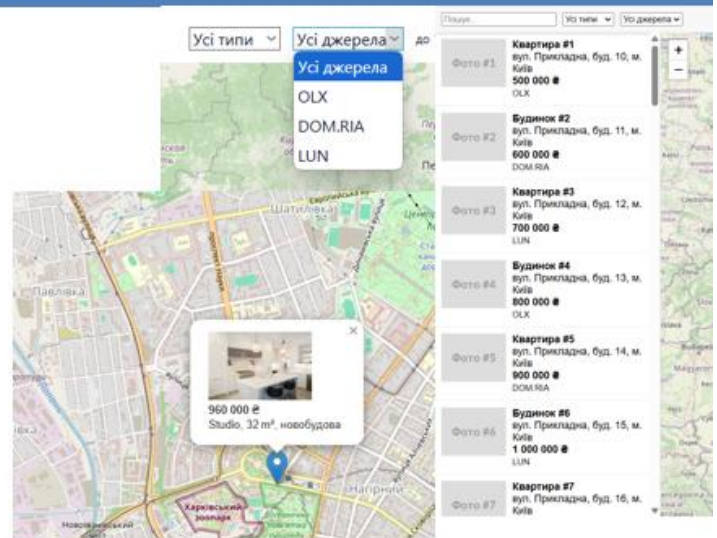 Усі типи
Усі джерела
до
Усі джерела
OLX
DOM.RIA
LUN
Шатилівка
Павлівка
960 000 ₴
Studio, 32 m², новобудова
Нагірний
Харківський
зоопарк
Пошук...
Усі типи
Усі джерела
+
−
Фото #1
Квартира #1
вул. Прикладна, буд. 10, м.
Київ
500 000 ₴
OLX
Фото #2
Будинок #2
вул. Прикладна, буд. 11, м.
Київ
600 000 ₴
DOM.RIA
Фото #3
Квартира #3
вул. Прикладна, буд. 12, м.
Київ
700 000 ₴
LUN
Фото #4
Будинок #4
вул. Прикладна, буд. 13, м.
Київ
800 000 ₴
OLX
Фото #5
Квартира #5
вул. Прикладна, буд. 14, м.
Київ
900 000 ₴
DOM.RIA
Фото #6
Будинок #6
вул. Прикладна, буд. 15, м.
Київ
1 000 000 ₴
LUN
Фото #7
Квартира #7
вул. Прикладна, буд. 16, м.
Київ